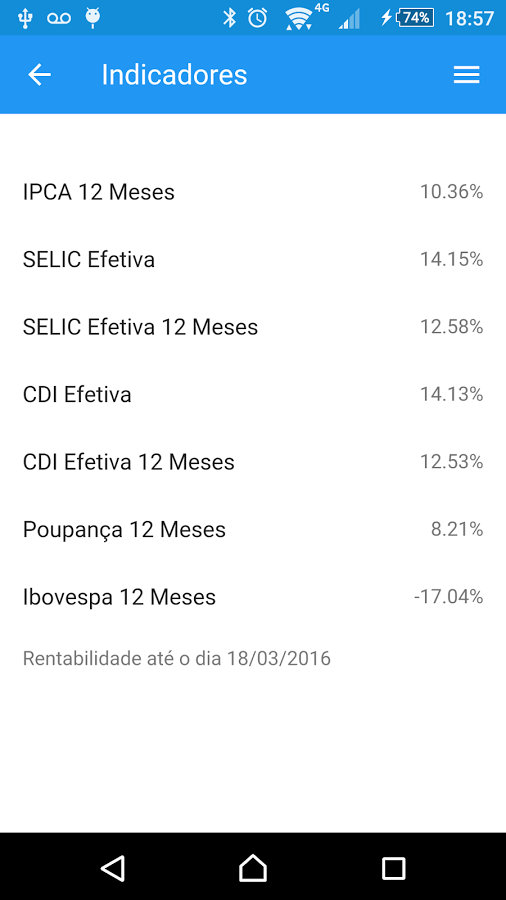 4G 74% 18:57
Indicadores
IPCA 12 Meses 10.36%
SELIC Efetiva 14.15%
SELIC Efetiva 12 Meses 12.58%
CDI Efetiva 14.13%
CDI Efetiva 12 Meses 12.53%
Poupança 12 Meses 8.21%
Ibovespa 12 Meses -17.04%
Rentabilidade até o dia 18/03/2016